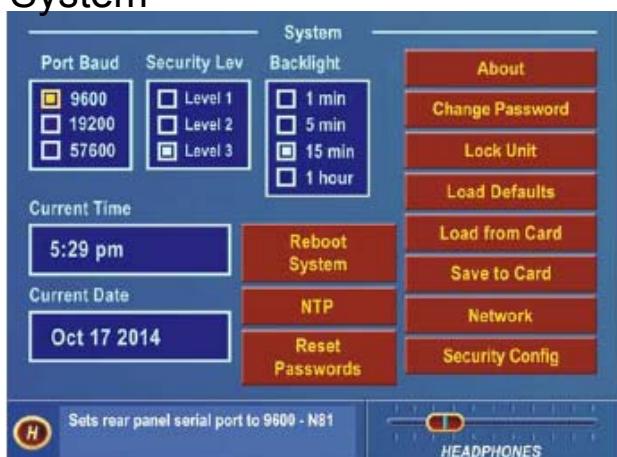 System
System
Port Baud
9600
19200
57600
Security Lev
Level 1
Level 2
Level 3
Backlight
1 min
5 min
15 min
1 hour
Current Time
5:29 pm
Current Date
Oct 17 2014
Reboot
System
NTP
Reset
Passwords
About
Change Password
Lock Unit
Load Defaults
Load from Card
Save to Card
Network
Security Config
H
Sets rear panel serial port to 9600 - N81
HEADPHONES